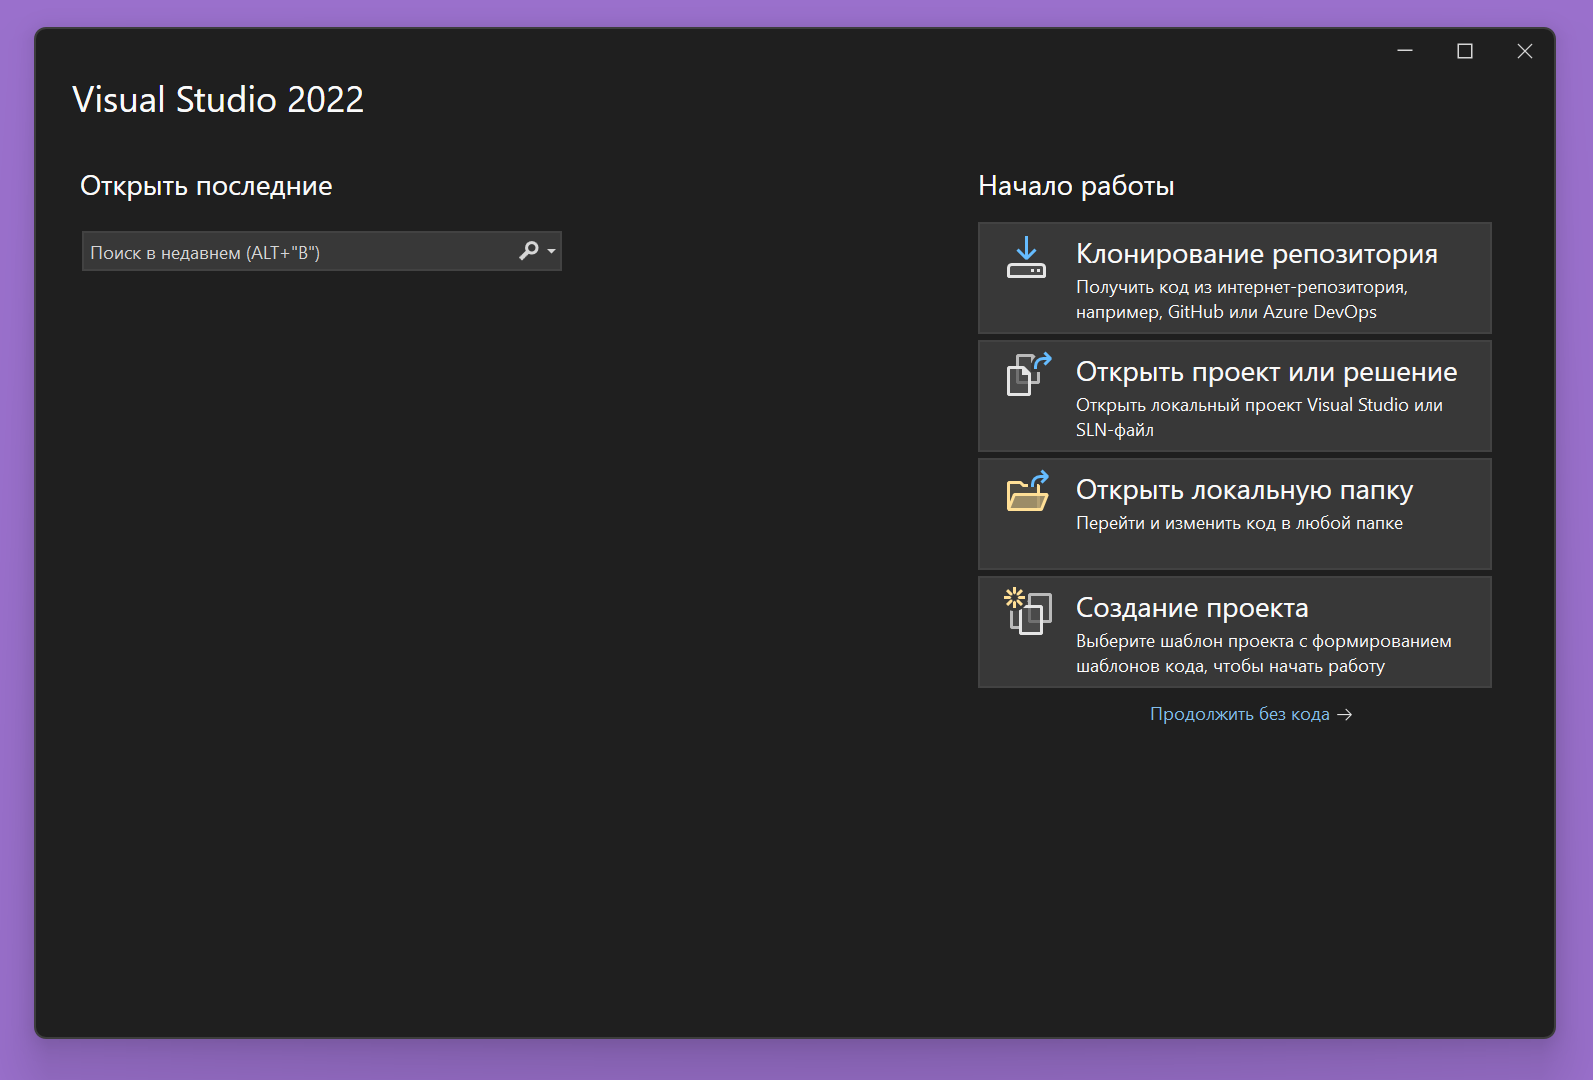 Visual Studio 2022
Открыть последние
Поиск в недавнем (ALT+"В")
Начало работы
Клонирование репозитория
Получить код из интернет-репозитория,
например, GitHub или Azure DevOps
Открыть проект или решение
Открыть локальный проект Visual Studio или
SLN-файл
Открыть локальную папку
Перейти и изменить код в любой папке
Создание проекта
Выберите шаблон проекта с формированием
шаблонов кода, чтобы начать работу
Продолжить без кода →